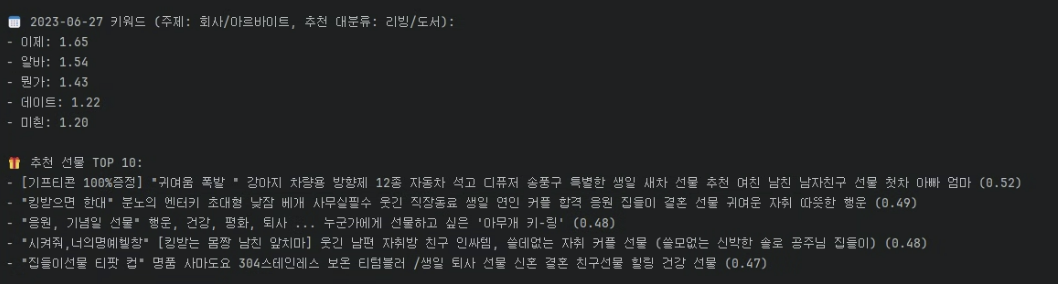 📅 2023-06-27 키워드 (주제: 회사/아르바이트, 추천 대분류: 리빙/도서):
- 이제: 1.65
- 알바: 1.54
- 뭔가: 1.43
- 데이트: 1.22
- 미친: 1.20
🎁 추천 선물 TOP 10:
- [기프티콘 100%증정] "귀여움 폭발 " 강아지 차량용 방향제 12종 자동차 석고 디퓨저 송풍구 특별한 생일 새차 선물 추천 여친 남친 남자친구 선물 첫차 아빠 엄마 (0.52)
- "킹받으면 한대" 분노의 엔터키 초대형 낮잠 베개 사무실필수 웃긴 직장동료 생일 연인 커플 합격 응원 집들이 결혼 선물 귀여운 자취 따뜻한 행운 (0.49)
- "응원, 기념일 선물" 행운, 건강, 평화, 퇴사 ... 누군가에게 선물하고 싶은 '아무개 키-링' (0.48)
- "시켜줘,너의명예헬창" [킹받는 몸짱 남친 앞치마] 웃긴 남편 자취방 친구 인싸템, 쓸데없는 자취 커플 선물 (쓸모없는 신박한 솔로 공주님 집들이) (0.48)
- "집들이선물 티팟 컵" 명품 사마도요 304스테인레스 보온 티텀블러 /생일 퇴사 선물 신혼 결혼 친구선물 힐링 건강 선물 (0.47)